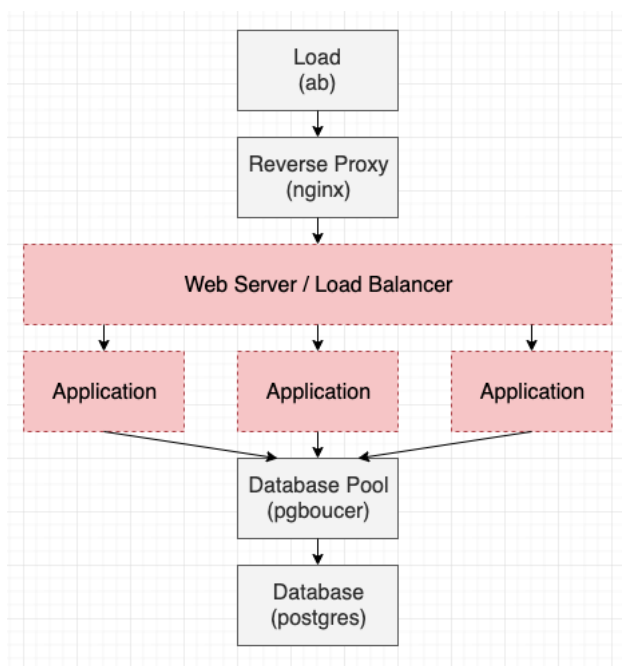 Load
(ab)
Reverse Proxy
(nginx)
Web Server / Load Balancer
Application
Application
Application
Database Pool
(pgboucer)
Database
(postgres)